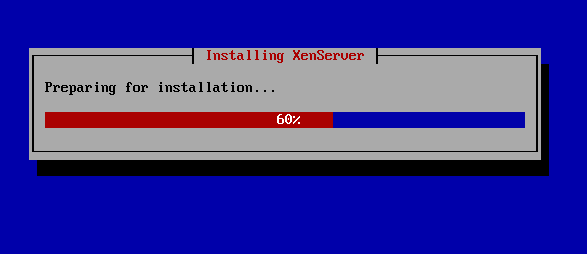 Installing XenServer
Preparing for installation...
60%